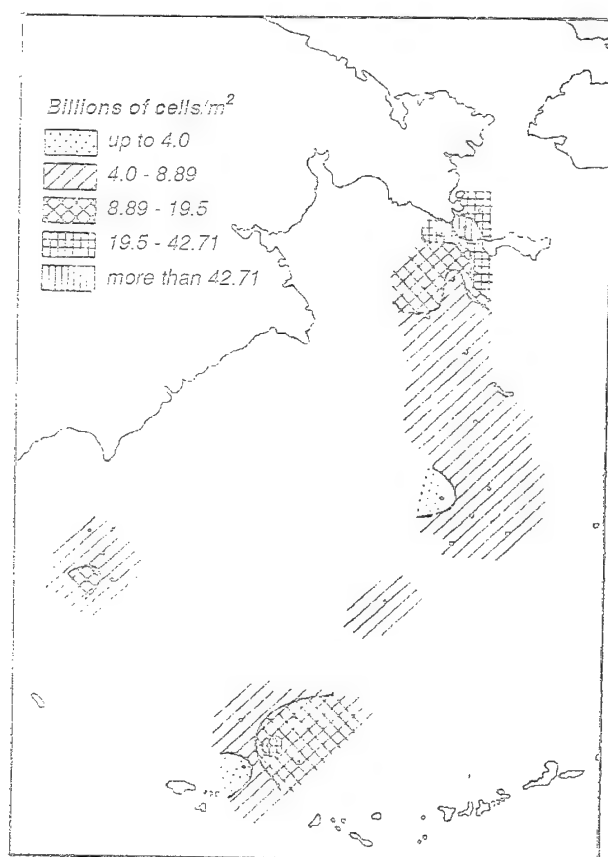 Billions of cells/m²
up to 4.0
4.0 - 8.89
8.89 - 19.5
19.5 - 42.71
more than 42.71